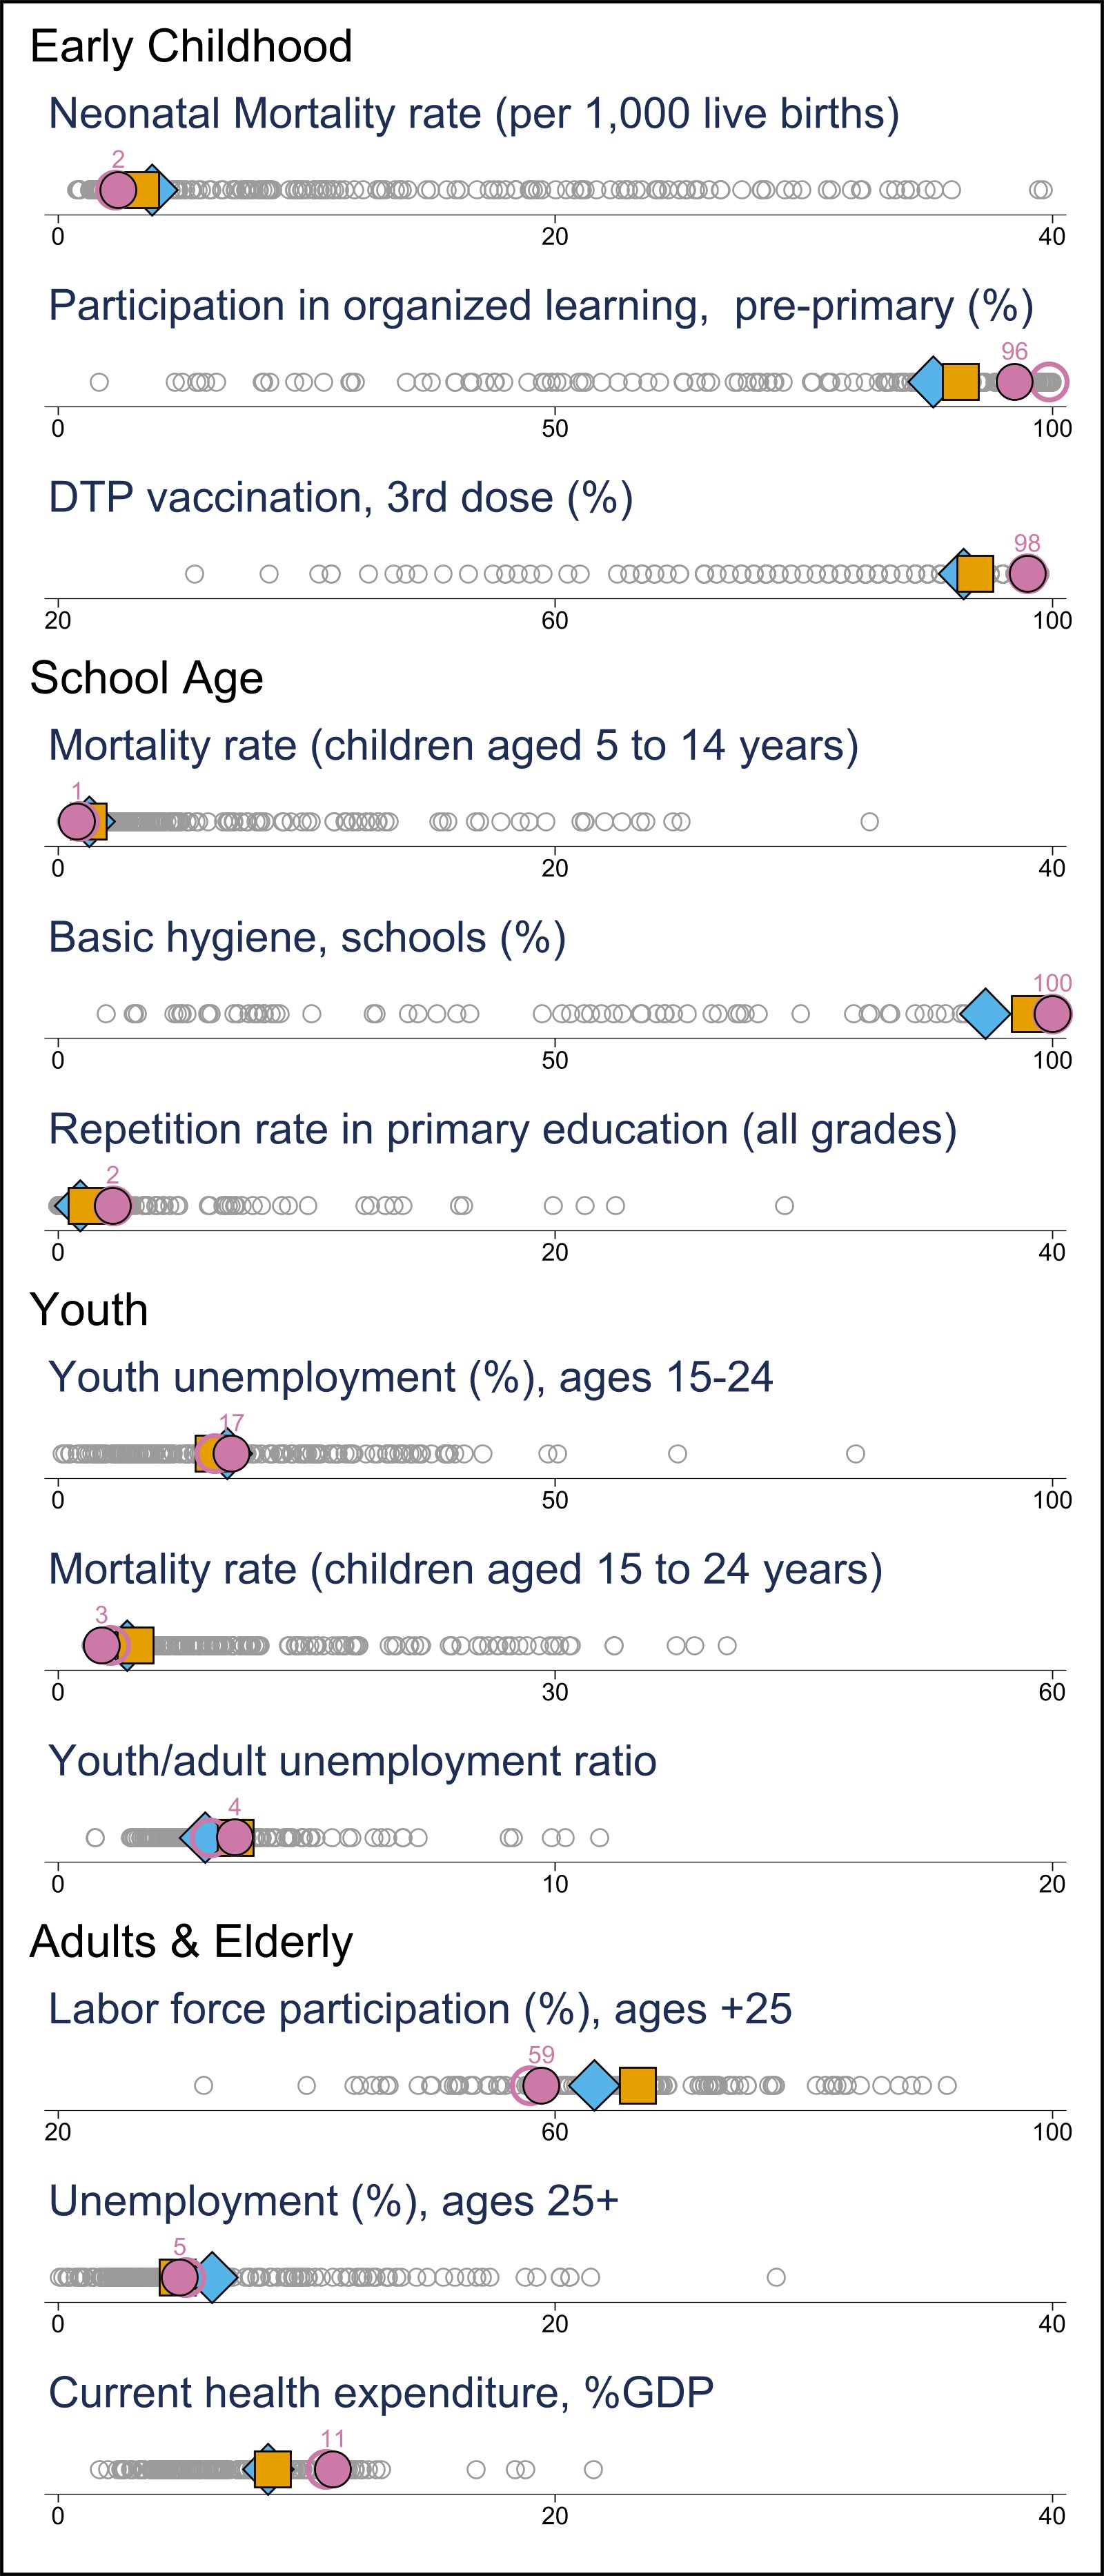 Early Childhood
Neonatal Mortality rate (per 1,000 live births)
2
0 20 40
Participation in organized learning,  pre-primary (%)
96
0 50 100
DTP vaccination, 3rd dose (%)
98
20 60 100
School Age
Mortality rate (children aged 5 to 14 years)
1
0 20 40
Basic hygiene, schools (%)
100
0 50 100
Repetition rate in primary education (all grades)
2
0 20 40
Youth
Youth unemployment (%), ages 15-24
17
0 50 100
Mortality rate (children aged 15 to 24 years)
3
0 30 60
Youth/adult unemployment ratio
4
0 10 20
Adults & Elderly
Labor force participation (%), ages +25
59
20 60 100
Unemployment (%), ages 25+
5
0 20 40
Current health expenditure, %GDP
11
0 20 40